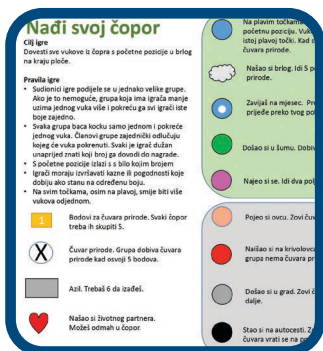 Nađi svoj čopor
Cilj igre
Dovesti sve vukove iz čopra s početne pozicije u brlog
na kraju ploče.
Pravila igre
• Sudionici igre podijele se u jednako velike grupe.
Ako je to nemoguće, grupa koja ima igrača manje
uzima jednog vuka više i pokreću ga svi igrači iste
boje zajedno.
• Svaka grupa baca kocku samo jednom i pokreće
jednog vuka. Članovi grupe zajednički odlučuju
kojeg će vuka pokrenuti. Svaki je igrač dužan
unaprijed znati koji broj ga dovodi do nagrade.
• S početne pozicije izlazi s s bilo kojim brojem
• Igrači moraju izvršavati kazne ili pogodnosti koje
dobiju ako stanu na određenu boju.
• Na svim točkama, osim na plavoj, smije biti više
vukova odjednom.
1
Bodovi za čuvara prirode. Svaki čopor
treba ih skupiti 5.
X
Čuvar prirode. Grupa dobiva čuvara
prirode kad osvoji 5 bodova.
Azil. Trebaš 6 da izađeš.
Našao si životnog partnera.
Možeš odmah u čopor.
Na plavim točkama
početnu poziciju.
istoj plavoj točki. Kad
čuvara prirode.
Našao si brlog. Idi 5
prirode.
Zavijaš na mjesec.
prijeđe preko tvog
Došao si u šumu.
Najeo si se. Idi dva
Pojeo si ovcu. Zovi
Naišao si na
grupa nema čuvara
Došao si u grad. Zovi
dalje.
Stao si na autocesti.
čuvara vrati se na